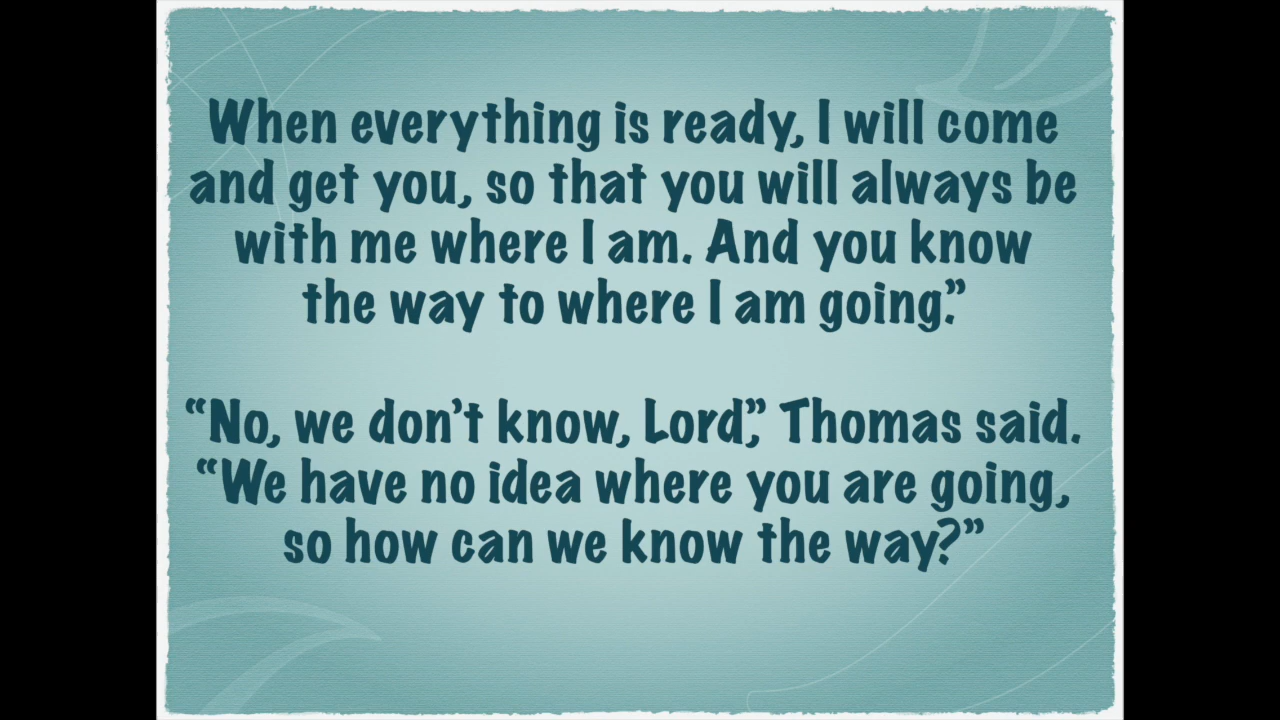 When everything is ready, I will come
and get you, so that you will always be
with me where I am. And you know
the way to where I am going.”
“No, we don’t know, Lord,” Thomas said.
“We have no idea where you are going,
so how can we know the way?”